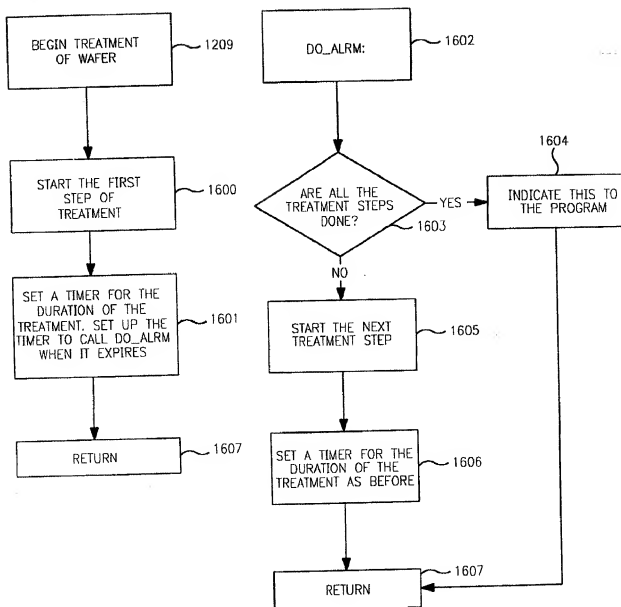 BEGIN TREATMENT
OF WAFER
1209
START THE FIRST
STEP OF
TREATMENT
1600
SET A TIMER FOR THE
DURATION OF THE
TREATMENT. SET UP THE
TIMER TO CALL DO_ALRM
WHEN IT EXPIRES
1601
RETURN
1607
DO_ALRM:
1602
ARE ALL THE
TREATMENT STEPS
DONE?
1603
YES
1604
INDICATE THIS TO
THE PROGRAM
NO
START THE NEXT
TREATMENT STEP
1605
SET A TIMER FOR THE
DURATION OF THE
TREATMENT AS BEFORE
1606
RETURN
1607